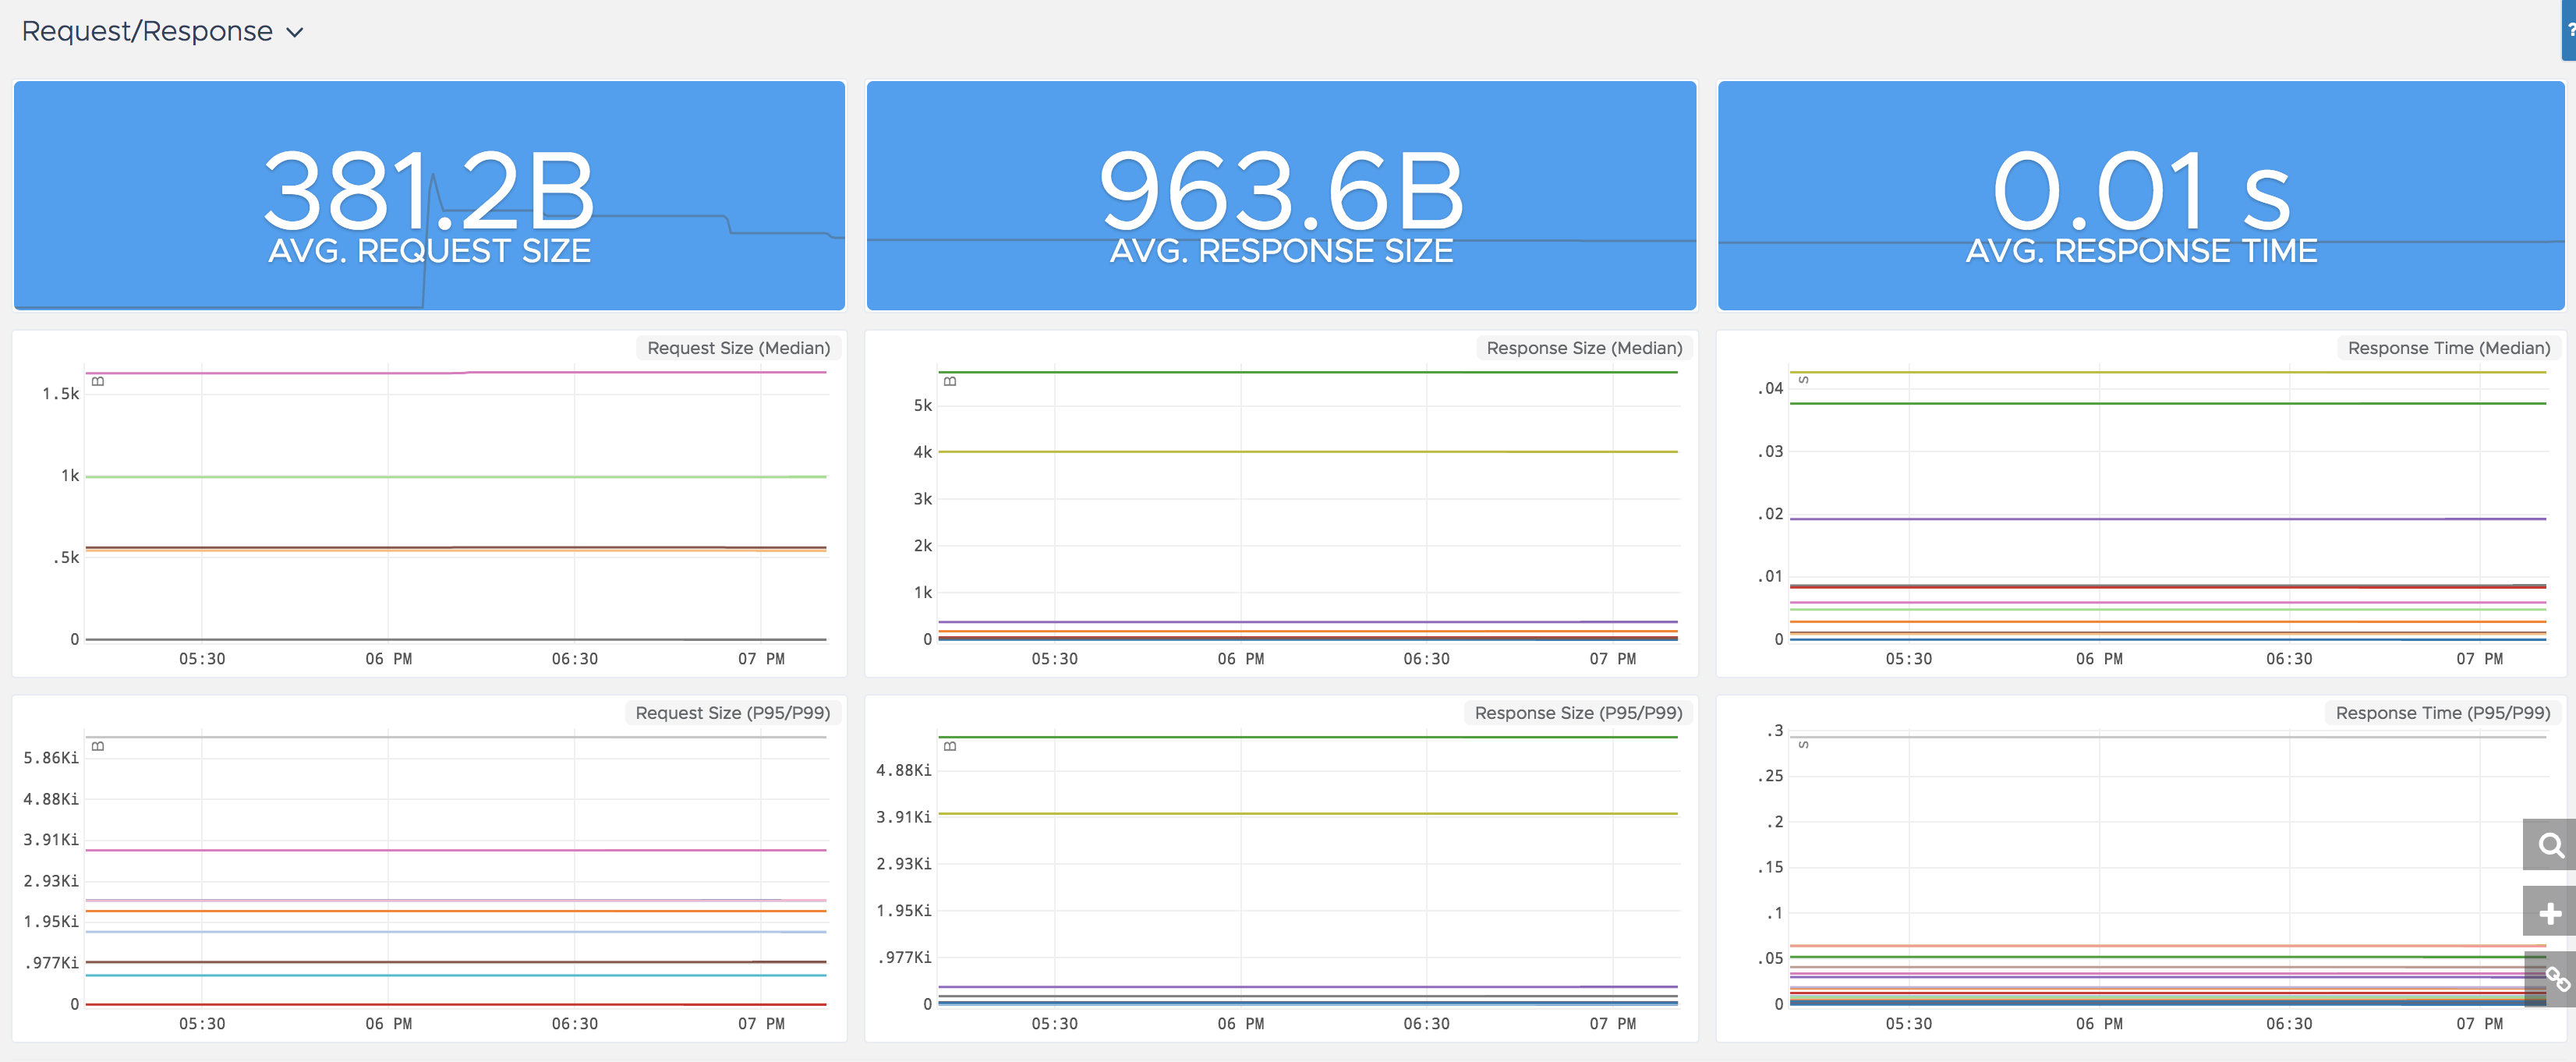 Request/Response
?
381.2B
AVG. REQUEST SIZE
963.6B
AVG. RESPONSE SIZE
0.01 s
AVG. RESPONSE TIME
Request Size (Median)
B
1.5k
1k
.5k
0
05:30 06 PM 06:30 07 PM
Response Size (Median)
B
5k
4k
3k
2k
1k
0
05:30 06 PM 06:30 07 PM
Response Time (Median)
s
.04
.03
.02
.01
0
05:30 06 PM 06:30 07 PM
Request Size (P95/P99)
B
5.86Ki
4.88Ki
3.91Ki
2.93Ki
1.95Ki
.977Ki
0
05:30 06 PM 06:30 07 PM
Response Size (P95/P99)
B
4.88Ki
3.91Ki
2.93Ki
1.95Ki
.977Ki
0
05:30 06 PM 06:30 07 PM
Response Time (P95/P99)
s
.3
.25
.2
.15
.1
.05
0
05:30 06 PM 06:30 07 PM